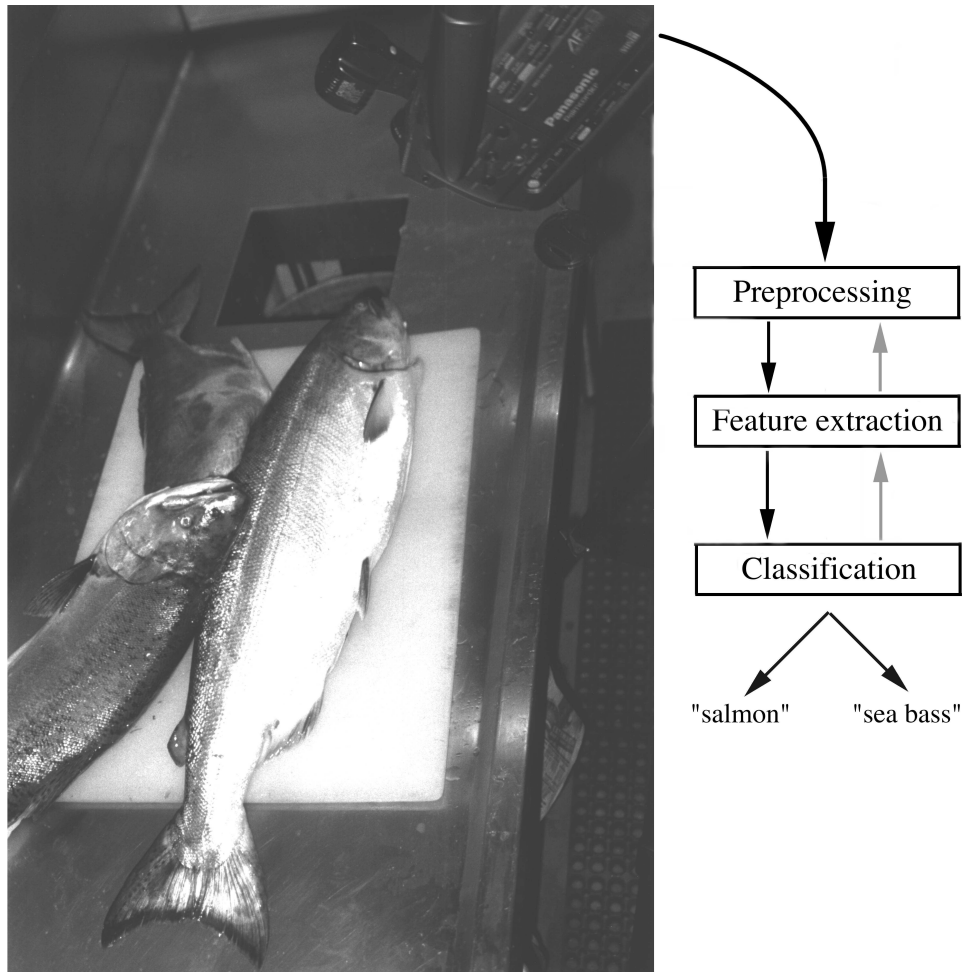 Panasonic
Preprocessing
Feature extraction
Classification
"salmon"
"sea bass"